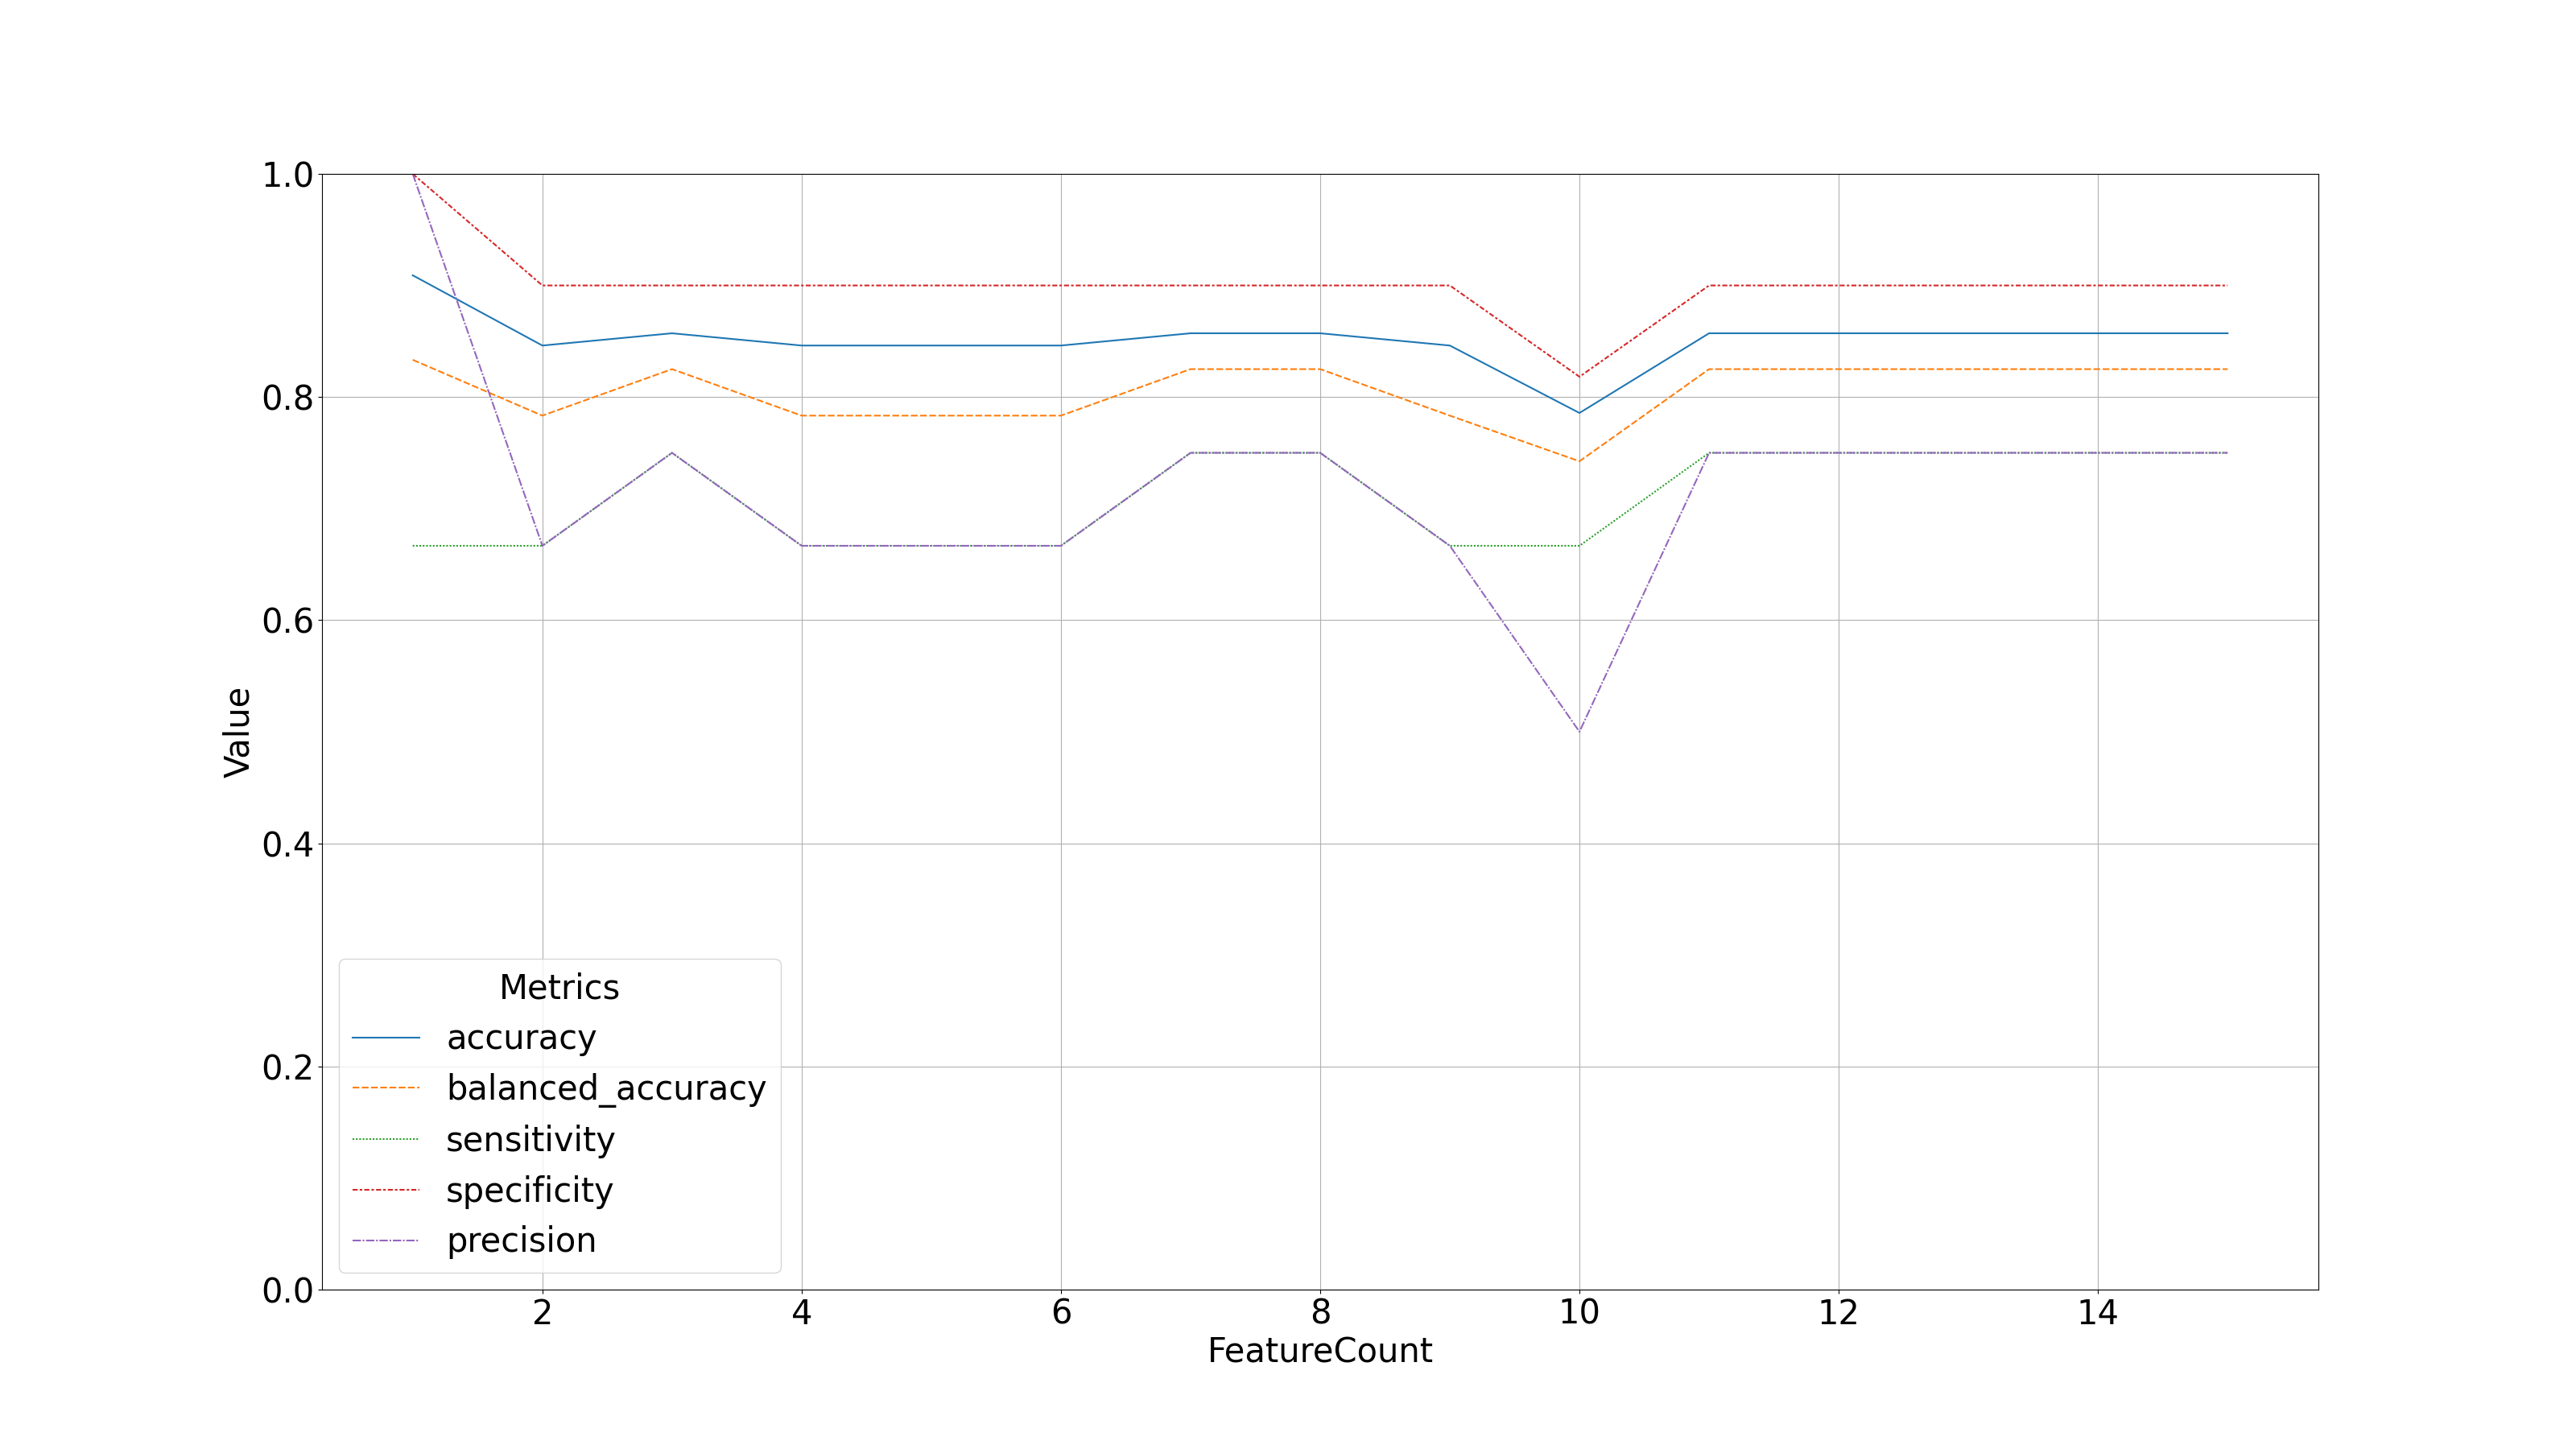 1.0
0.8
0.6
0.4
0.2
0.0
Value
Metrics
accuracy
balanced_accuracy
sensitivity
specificity
precision
2 4 6 8 10 12 14
FeatureCount